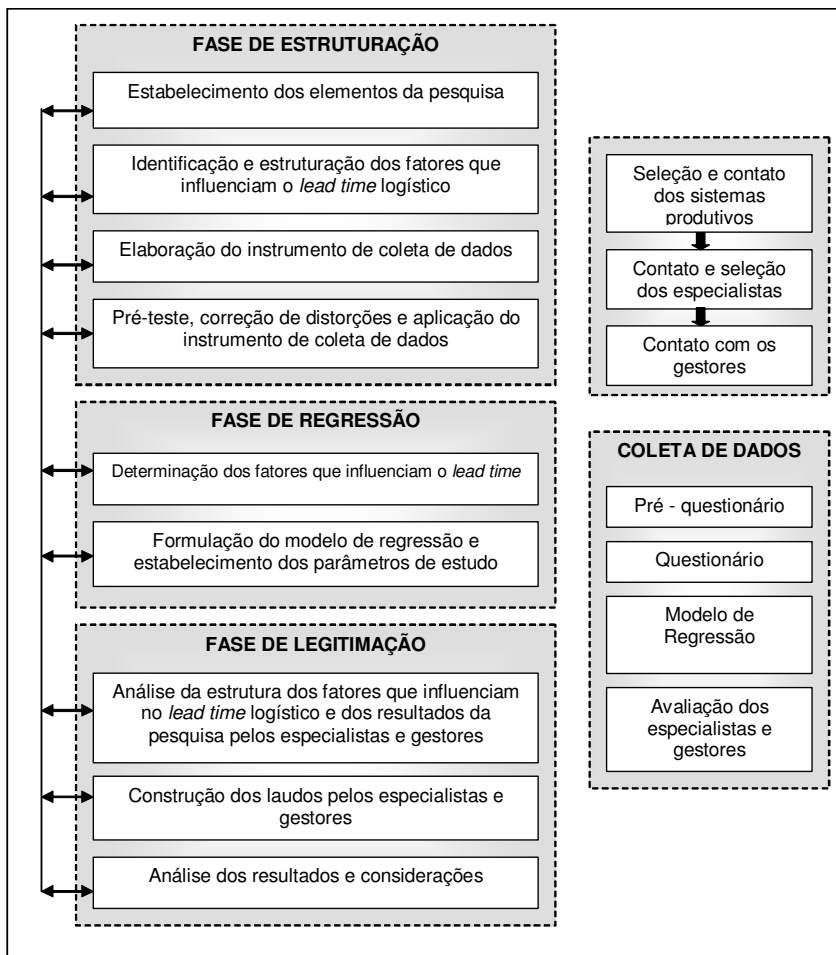 FASE DE ESTRUTURAÇÃO
Estabelecimento dos elementos da pesquisa
Identificação e estruturação dos fatores que
influenciam o lead time logístico
Elaboração do instrumento de coleta de dados
Pré-teste, correção de distorções e aplicação do
instrumento de coleta de dados
FASE DE REGRESSÃO
Determinação dos fatores que influenciam o lead time
Formulação do modelo de regressão e
estabelecimento dos parâmetros de estudo
FASE DE LEGITIMAÇÃO
Análise da estrutura dos fatores que influenciam
no lead time logístico e dos resultados da
pesquisa pelos especialistas e gestores
Construção dos laudos pelos especialistas e
gestores
Análise dos resultados e considerações
Seleção e contato
dos sistemas
produtivos
Contato e seleção
dos especialistas
Contato com os
gestores
COLETA DE DADOS
Pré - questionário
Questionário
Modelo de
Regressão
Avaliação dos
especialistas e
gestores